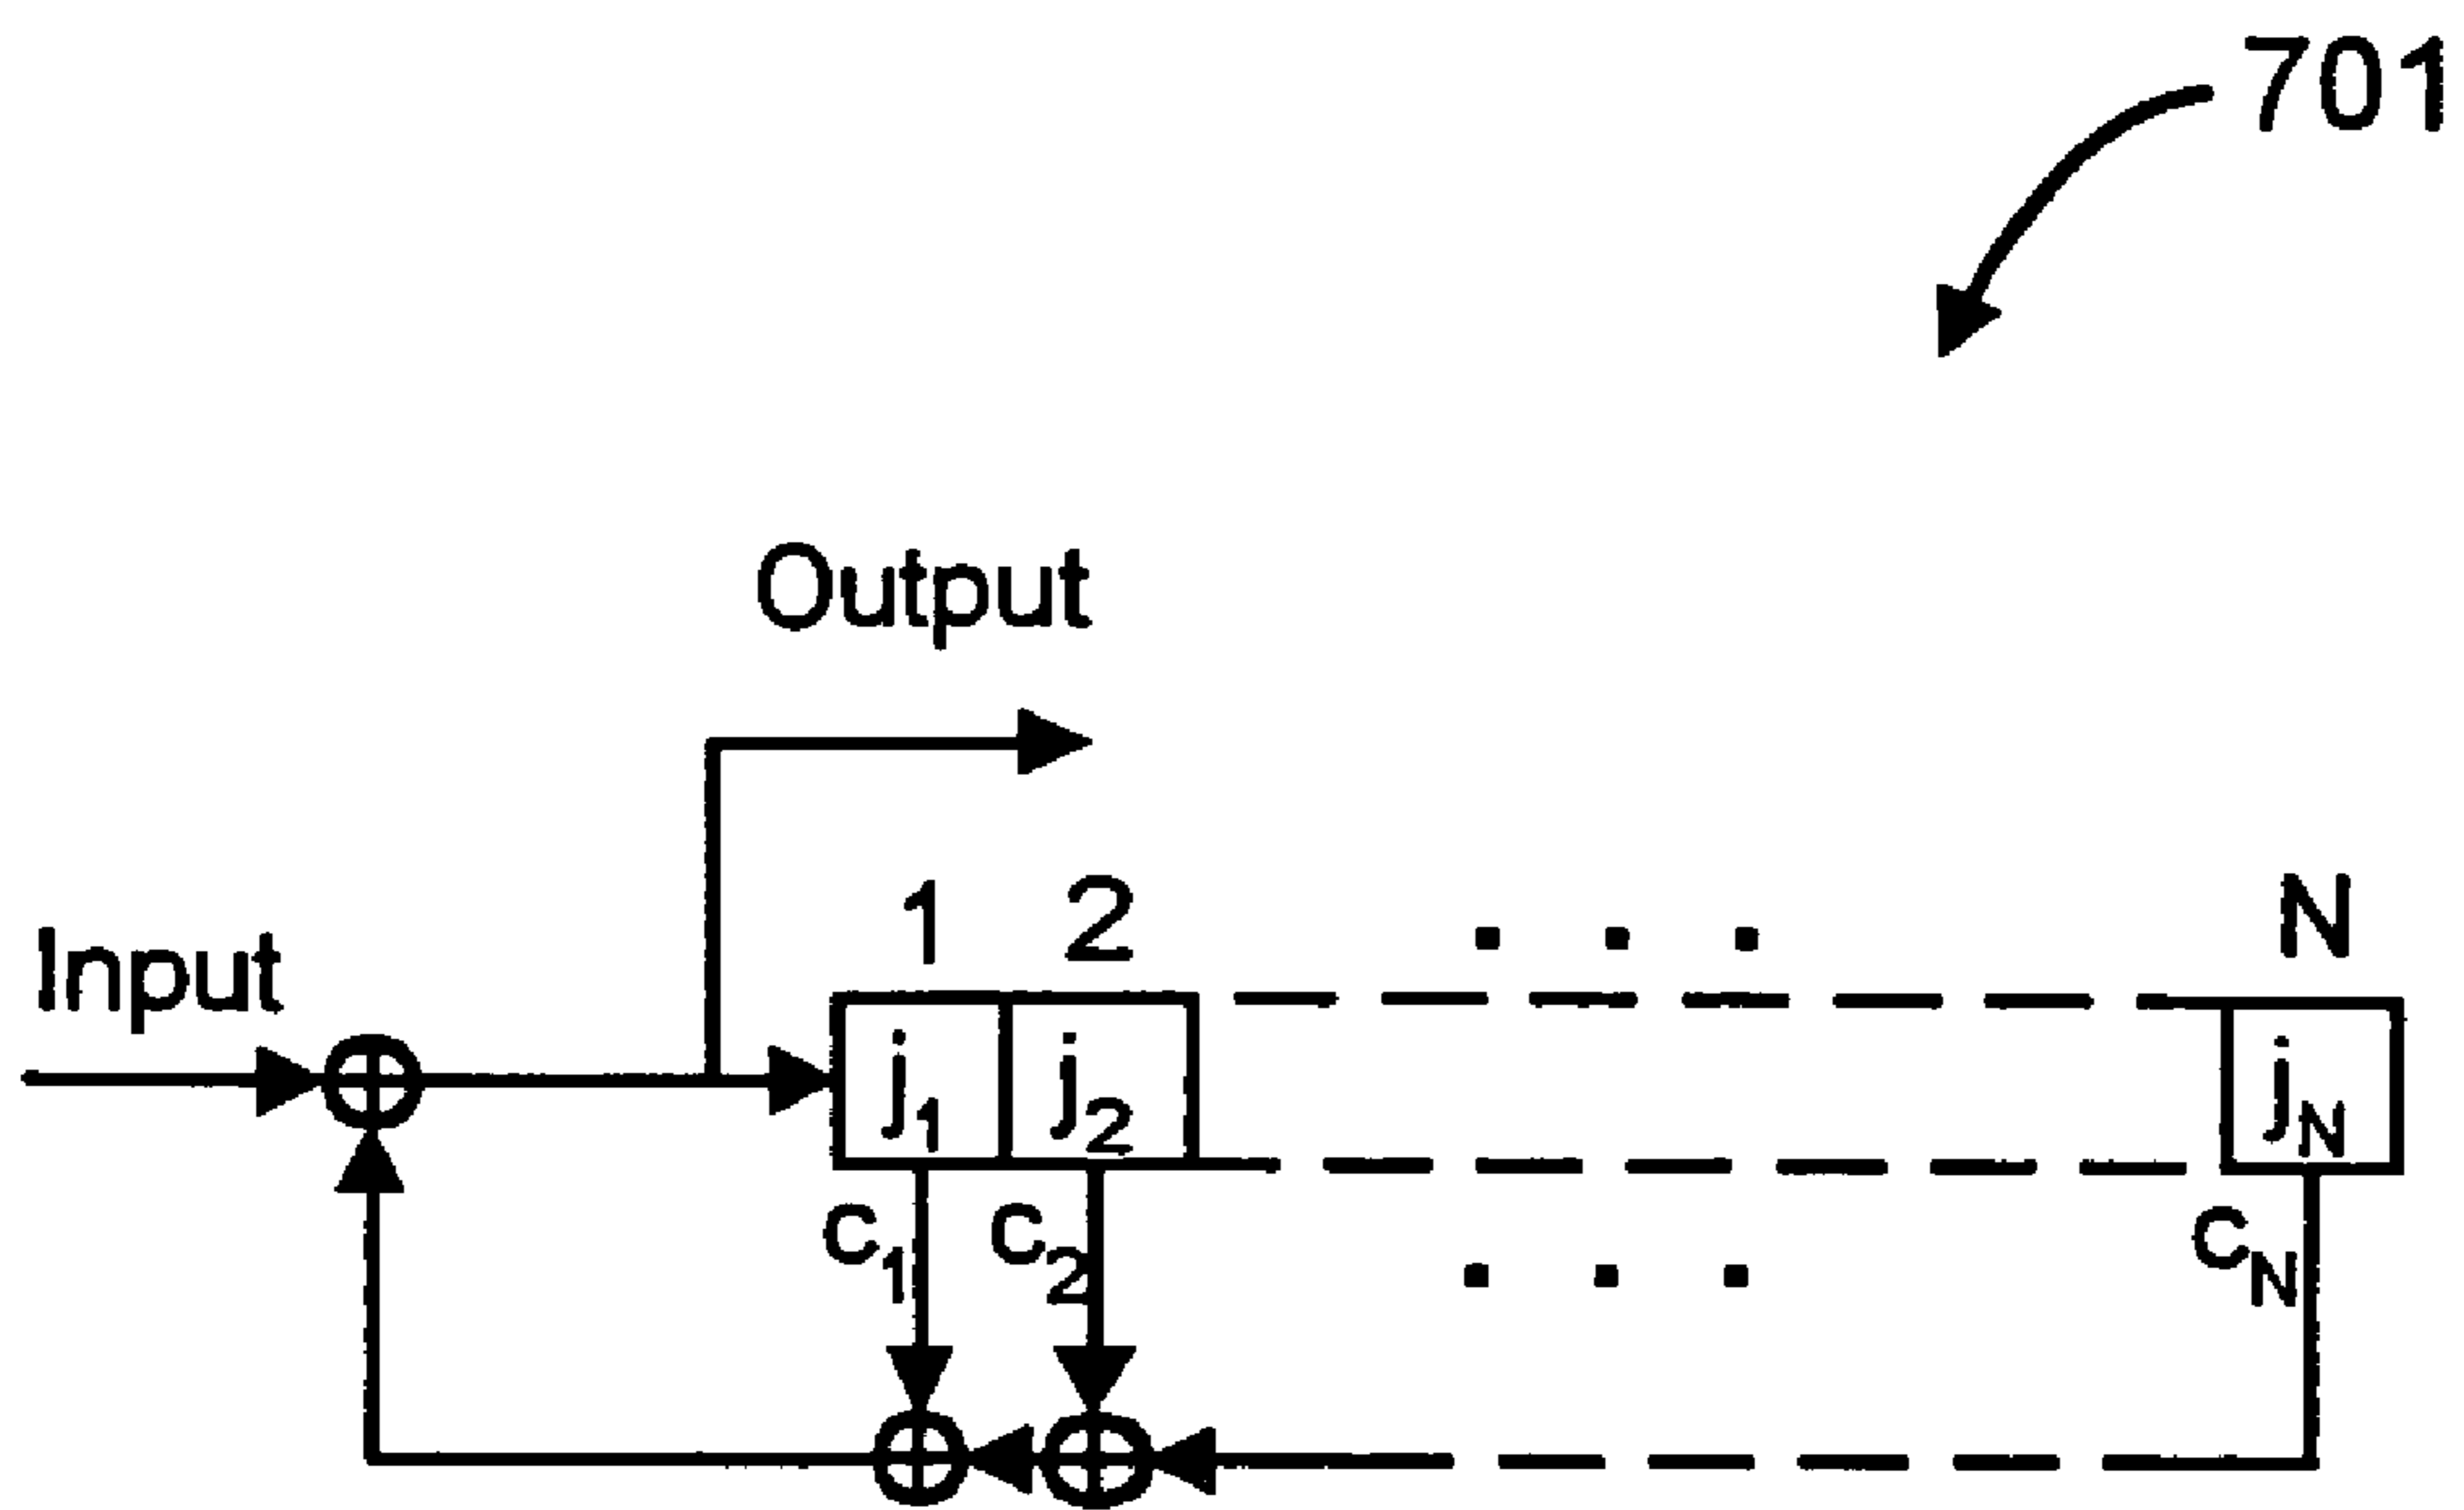 701
Output
1 2 . . . N
Input
j1 j2 jN
C1 C2 . . . CN